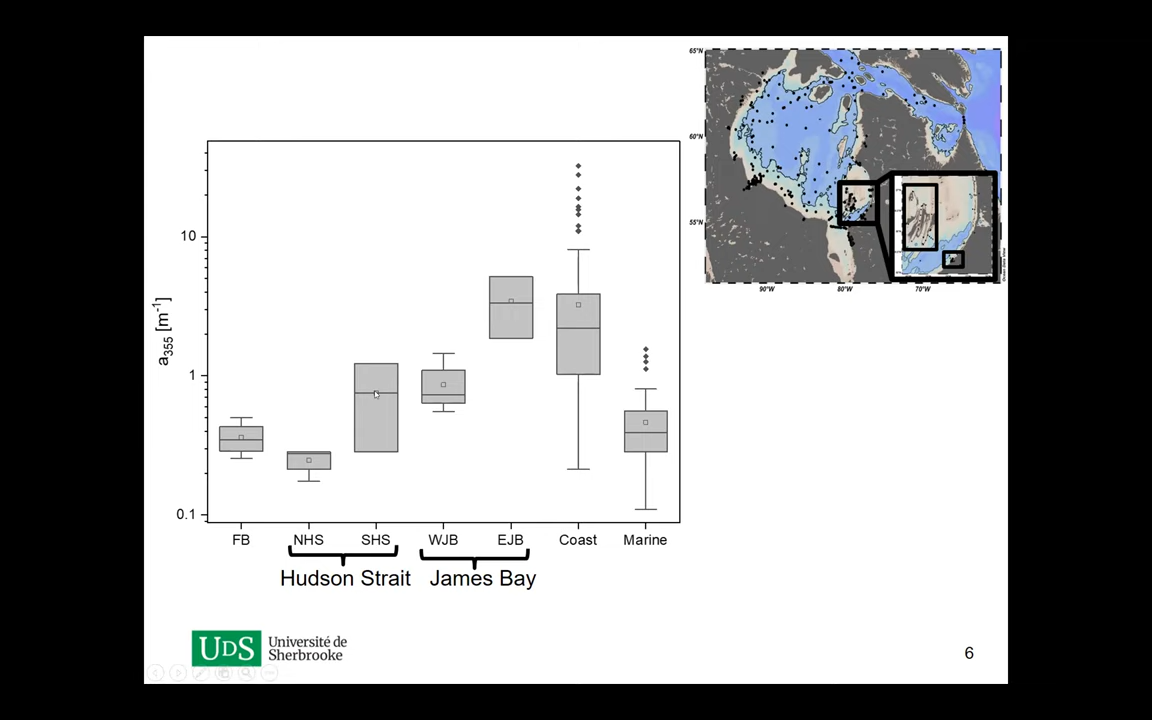 65°N
60°N
55°N
90°W
80°W
70°W
10
1
0.1
a355 [m-1]
FB
NHS
SHS
WJB
EJB
Coast
Marine
Hudson Strait
James Bay
UDS
Université de
Sherbrooke
6